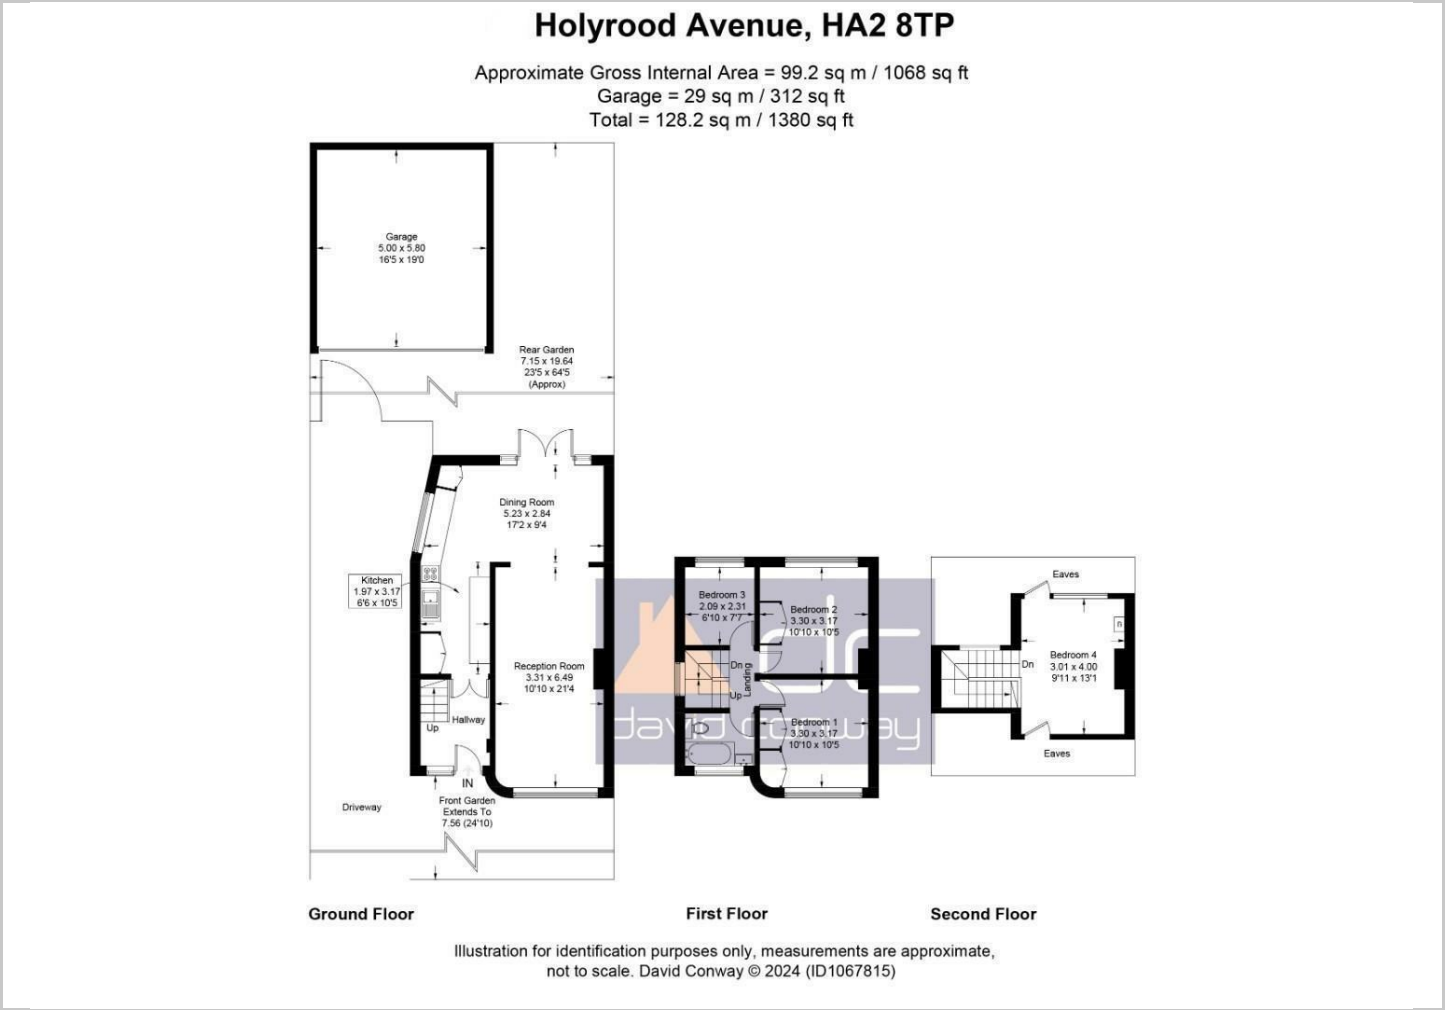 Holyrood Avenue, HA2 8TP
Approximate Gross Internal Area = 99.2 sq m / 1068 sq ft
Garage = 29 sq m / 312 sq ft
Total = 128.2 sq m / 1380 sq ft
Garage
5.00 x 5.80
16'5 x 19'0
Rear Garden
7.15 x 19.64
23'5 x 64'5
(Approx)
Dining Room
5.23 x 2.84
17'2 x 9'4
Kitchen
1.97 x 3.17
6'6 x 10'5
Reception Room
3.31 x 6.49
10'10 x 21'4
Hallway
Up
IN
Front Garden
Extends To
7.56 (24'10)
Driveway
Ground Floor
Bedroom 3
2.09 x 2.31
6'10 x 7'7
Bedroom 2
3.30 x 3.17
10'10 x 10'5
Dn
Up
Landing
Bedroom 1
3.30 x 3.17
10'10 x 10'5
dc
david conway
First Floor
Eaves
Bedroom 4
3.01 x 4.00
9'11 x 13'1
Dn
Eaves
Second Floor
Illustration for identification purposes only, measurements are approximate,
not to scale. David Conway © 2024 (ID1067815)